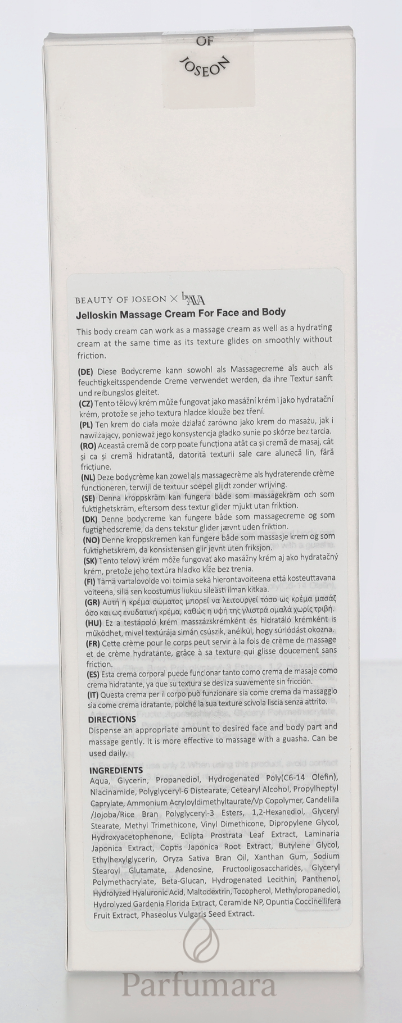 OF
JOSEON
BEAUTY OF JOSEON X by AVA
Jelloskin Massage Cream For Face and Body
This body cream can work as a massage cream as well as a hydrating
cream at the same time as its texture glides on smoothly without
friction.
(DE) Diese Bodycreme kann sowohl als Massagecreme als auch als
feuchtigkeitsspendende Creme verwendet werden, da ihre Textur sanft
und reibungslos gleitet.
(CZ) Tento tělový krém může fungovat jako masážní krém i jako hydratační
krém, protože se jeho textura hladce klouže bez tření.
(PL) Ten krem do ciała może działać zarówno jako krem do masażu, jak i
nawilżający, ponieważ jego konsystencja gładko sunie po skórze bez tarcia.
(RO) Această cremă de corp poate funcționa atât ca și cremă de masaj, cât
și ca și cremă hidratantă, datorită texturii sale care alunecă lin, fără
fricțiune.
(NL) Deze bodycrème kan zowel als massagecrème als hydraterende crème
functioneren, terwijl de textuur soepel glijdt zonder wrijving.
(SE) Denna kroppskräm kan fungera både som massagekräm och som
fuktighetskräm, eftersom dess textur glider mjukt utan friktion.
(DK) Denne bodycreme kan fungere både som massagecreme og som
fugtighedscreme, da dens tekstur glider jævnt uden friktion.
(NO) Denne kroppskremen kan fungere både som massasje krem og som
fuktighetskrem, da konsistensen glir jevnt uten friksjon.
(SK) Tento telový krém môže fungovať ako masážny krém aj ako hydratačný
krém, pretože jeho textúra hladko kĺže bez trenia.
(FI) Tämä vartalovoide voi toimia sekä hierontavoiteena että kosteuttavana
voiteena, sillä sen koostumus liukuu sileästi ilman kitkaa.
(GR) Αυτή η κρέμα σώματος μπορεί να λειτουργεί τόσο ως κρέμα μασάζ
όσο και ως ενυδατική κρέμα, καθώς η υφή της γλιστρά ομαλά χωρίς τριβή.
(HU) Ez a testápoló krém masszázskrémként és hidratáló krémként is
működhet, mivel textúrája simán csúszik, anélkül, hogy súrlódást okozna.
(FR) Cette crème pour le corps peut servir à la fois de crème de massage
et de crème hydratante, grâce à sa texture qui glisse doucement sans
friction.
(ES) Esta crema corporal puede funcionar tanto como crema de masaje como
crema hidratante, ya que su textura se desliza suavemente sin fricción.
(IT) Questa crema per il corpo può funzionare sia come crema da massaggio
sia come crema idratante, poiché la sua texture scivola liscia senza attrito.
DIRECTIONS
Dispense an appropriate amount to desired face and body part and
massage gently. It is more effective to massage with a guasha. Can be
used daily.
INGREDIENTS
Aqua, Glycerin, Propanediol, Hydrogenated Poly(C6-14 Olefin),
Niacinamide, Polyglyceryl-6 Distearate, Cetearyl Alcohol, Propylheptyl
Caprylate, Ammonium Acryloyldimethyltaurate/Vp Copolymer, Candelilla
/Jojoba/Rice Bran Polyglyceryl-3 Esters, 1,2-Hexanediol, Glyceryl
Stearate, Methyl Trimethicone, Vinyl Dimethicone, Dipropylene Glycol,
Hydroxyacetophenone, Eclipta Prostrata Leaf Extract, Laminaria
Japonica Extract, Coptis Japonica Root Extract, Butylene Glycol,
Ethylhexylglycerin, Oryza Sativa Bran Oil, Xanthan Gum, Sodium
Stearoyl Glutamate, Adenosine, Fructooligosaccharides, Glyceryl
Polymethacrylate, Beta-Glucan, Hydrogenated Lecithin, Panthenol,
Hydrolyzed Hyaluronic Acid, Maltodextrin, Tocopherol, Methylpropanediol,
Hydrolyzed Gardenia Florida Extract, Ceramide NP, Opuntia Coccinellifera
Fruit Extract, Phaseolus Vulgaris Seed Extract.
Parfumara